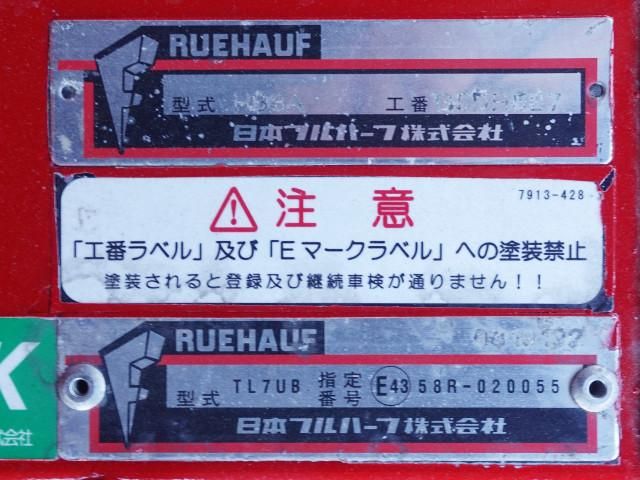 RUEHAUF
型式
工番
日本フルハーフ株式会社
7913-428
注意
「工番ラベル」及び「Eマークラベル」への塗装禁止
塗装されると登録及び継続車検が通りません!!
RUEHAUF
型式 TL7UB 指定番号 E43 58R-020055
日本フルハーフ株式会社
K
式会社